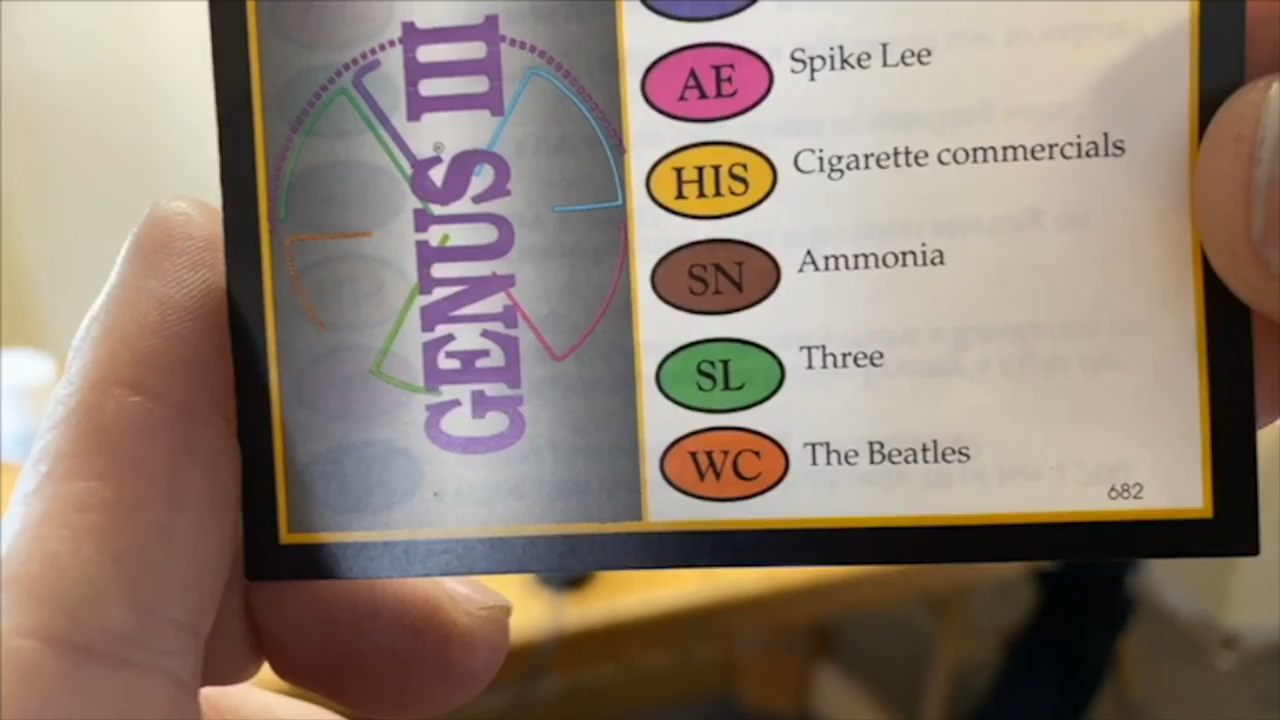 GENUS® III
AE Spike Lee
HIS Cigarette commercials
SN Ammonia
SL Three
WC The Beatles
682